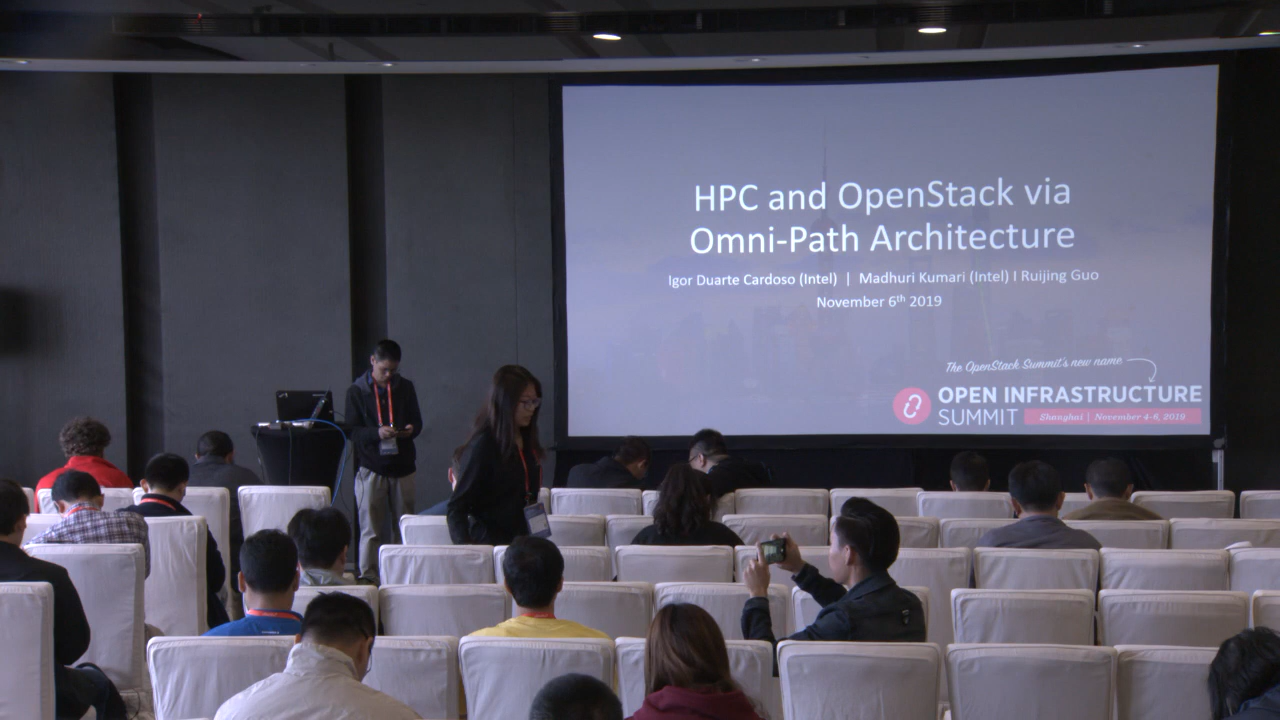 HPC and OpenStack via
Omni-Path Architecture
Igor Duarte Cardoso (Intel) | Madhuri Kumari (Intel) I Ruijing Guo
November 6th 2019
The OpenStack Summit's new name
OPEN INFRASTRUCTURE
SUMMIT Shanghai | November 4-6, 2019